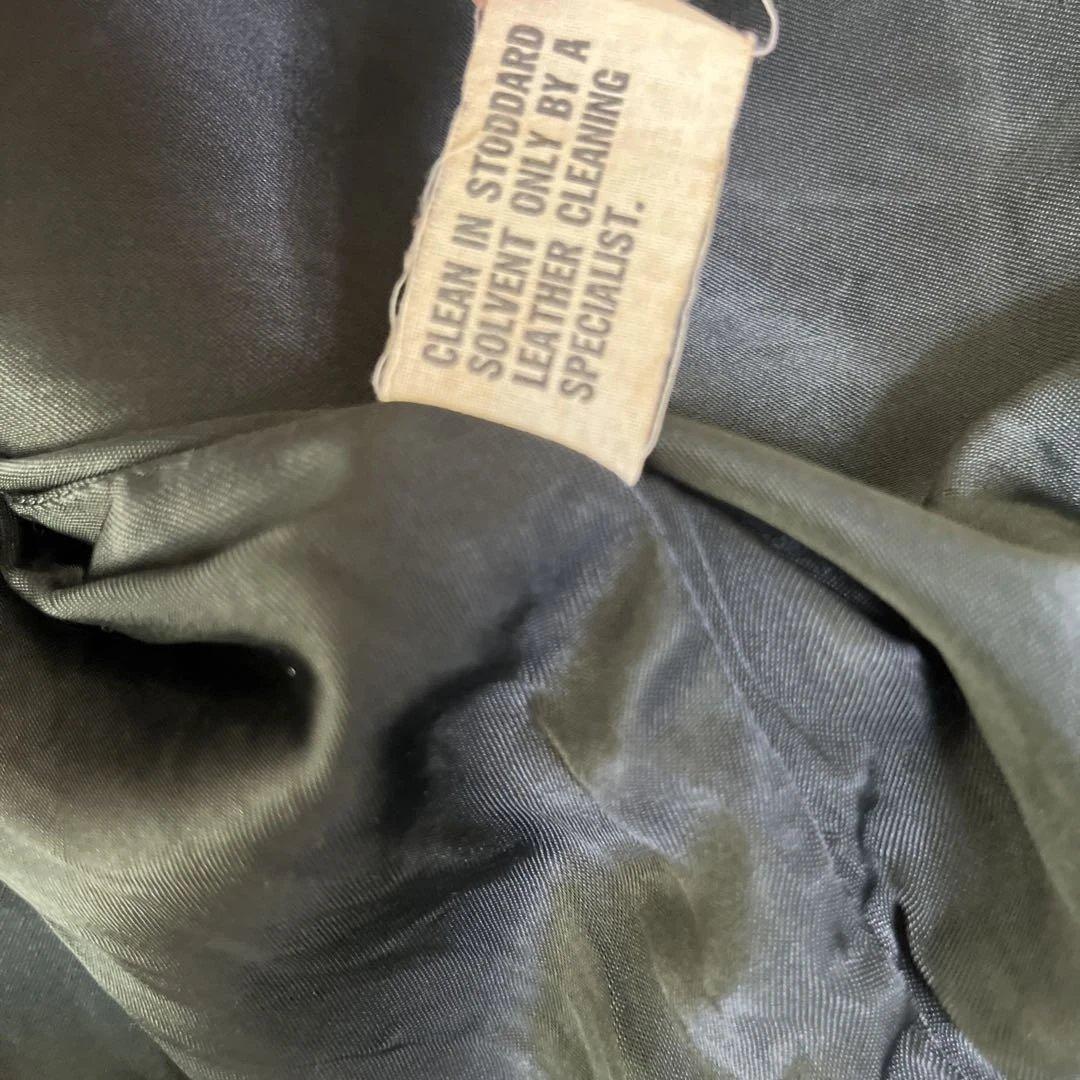 CLEAN IN STODDARD
SOLVENT ONLY BY A
LEATHER CLEANING
SPECIALIST.